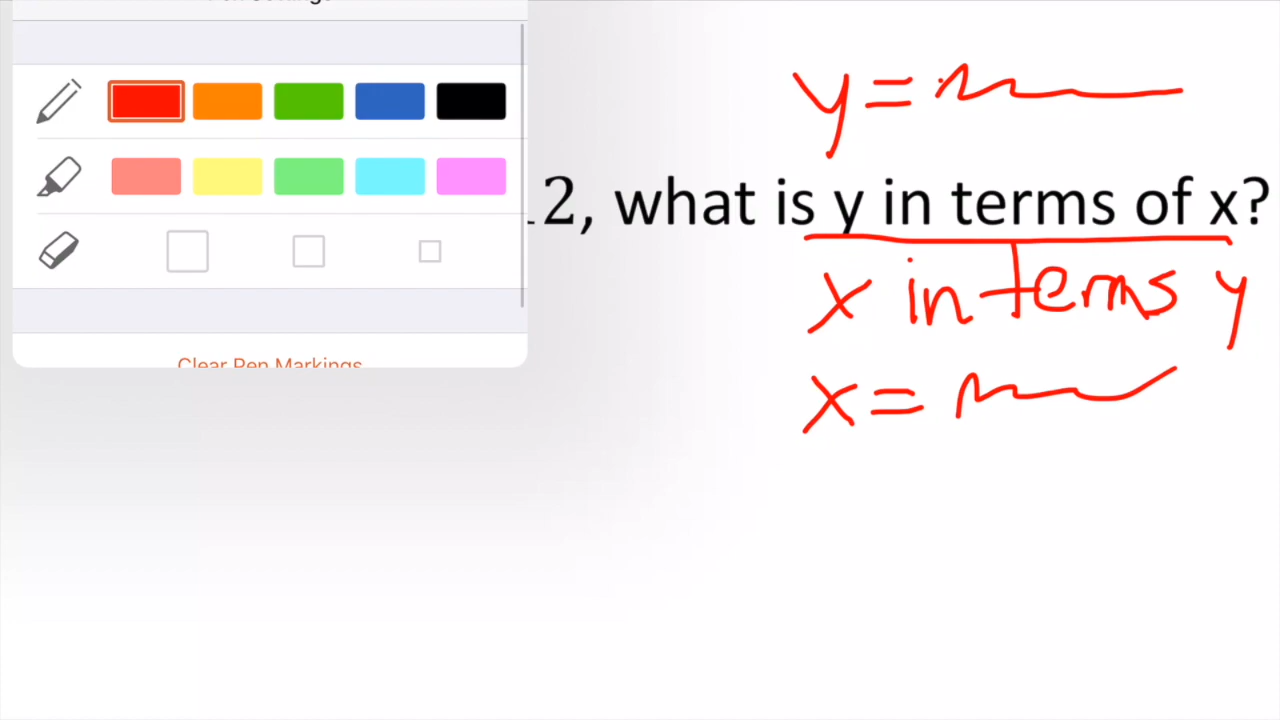 y =
2, what is y in terms of x?
x in terms y
x =
Clear Pen Markings